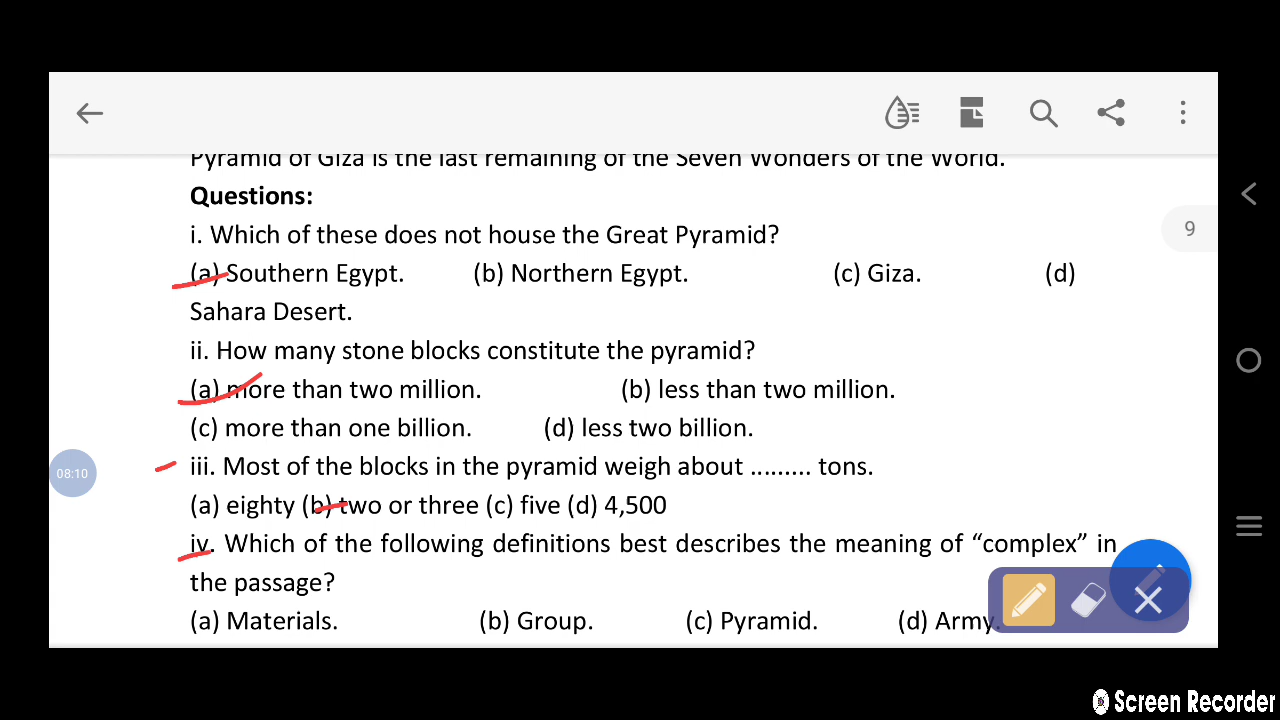 Pyramid of Giza is the last remaining of the Seven Wonders of the World.
Questions:
i. Which of these does not house the Great Pyramid?
(a) Southern Egypt. (b) Northern Egypt. (c) Giza. (d)
Sahara Desert.
ii. How many stone blocks constitute the pyramid?
(a) more than two million. (b) less than two million.
(c) more than one billion. (d) less two billion.
iii. Most of the blocks in the pyramid weigh about ......... tons.
(a) eighty (b) two or three (c) five (d) 4,500
iv. Which of the following definitions best describes the meaning of “complex” in
the passage?
(a) Materials. (b) Group. (c) Pyramid. (d) Army.
9
08:10
Screen Recorder